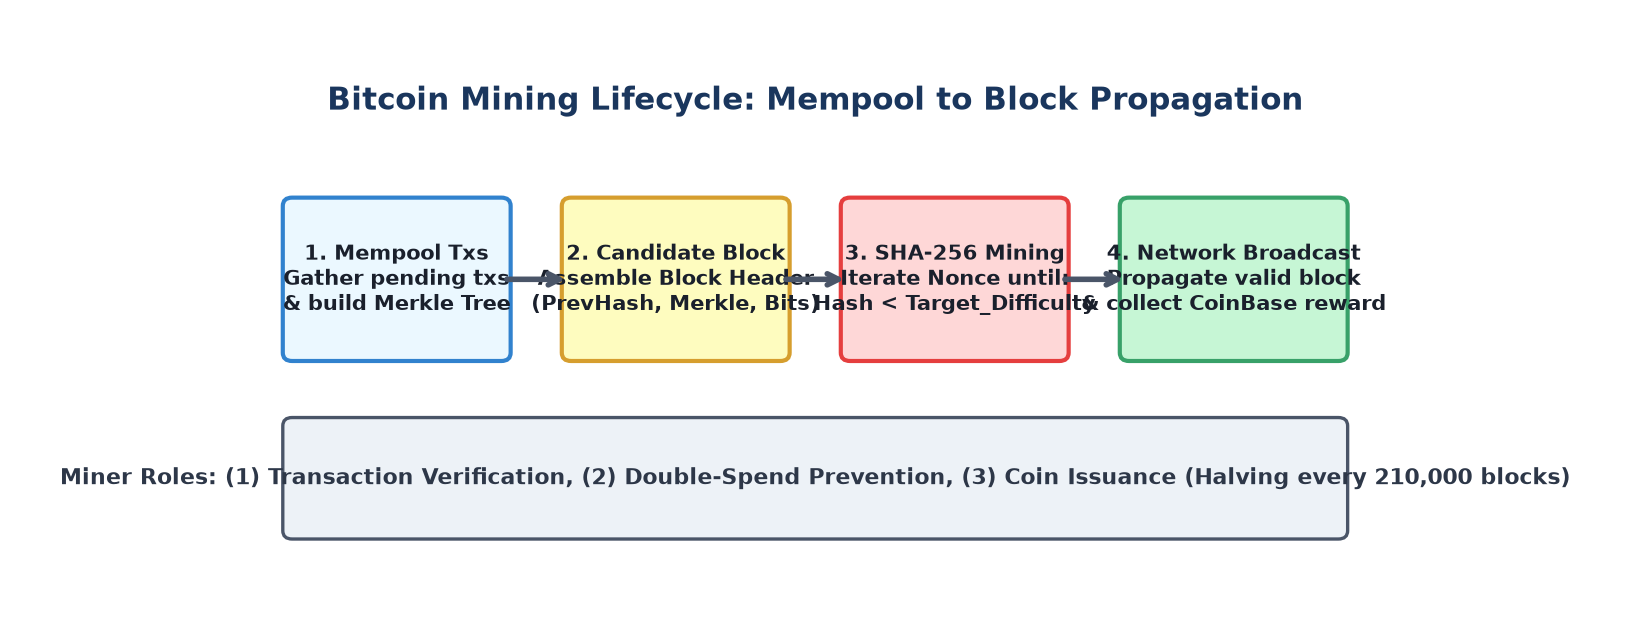 Bitcoin Mining Lifecycle: Mempool to Block Propagation
1. Mempool Txs
Gather pending txs
& build Merkle Tree
2. Candidate Block
Assemble Block Header
(PrevHash, Merkle, Bits)
3. SHA-256 Mining
Iterate Nonce until:
Hash < Target_Difficulty
4. Network Broadcast
Propagate valid block
& collect CoinBase reward
Miner Roles: (1) Transaction Verification, (2) Double-Spend Prevention, (3) Coin Issuance (Halving every 210,000 blocks)